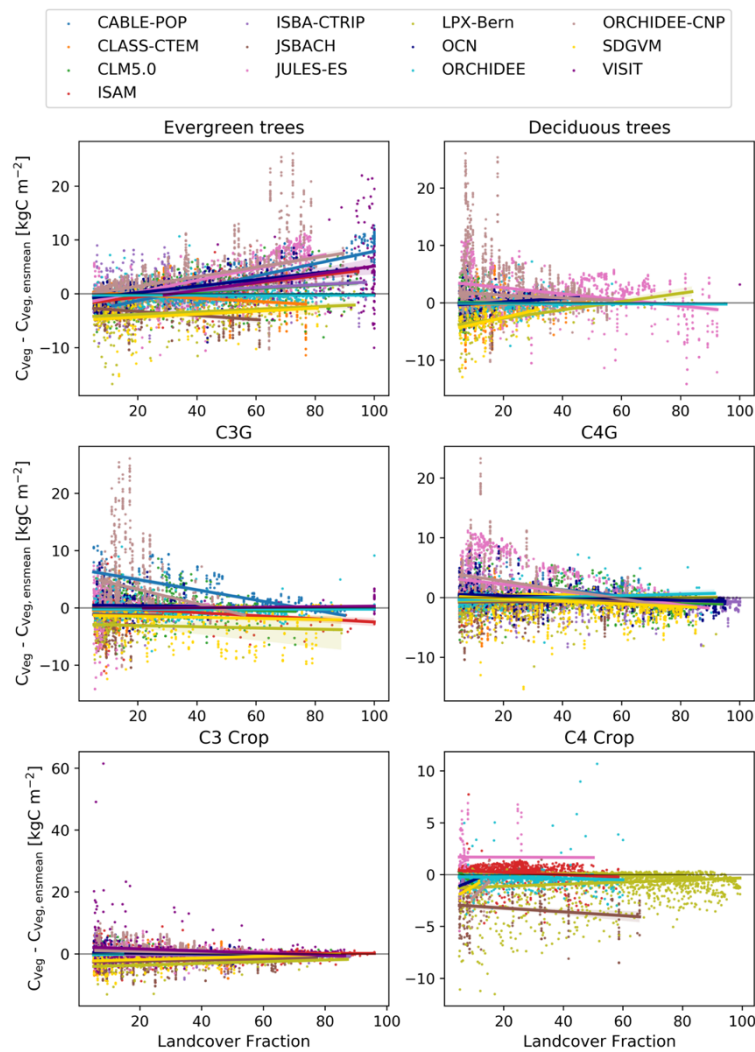 CABLE-POP ISBA-CTRIP LPX-Bern ORCHIDEE-CNP
CLASS-CTEM JSBACH OCN SDGVM
CLM5.0 JULES-ES ORCHIDEE VISIT
ISAM
Evergreen trees Deciduous trees
C_Veg - C_Veg, ensmean [kgC m⁻²]
20 10 0 −10
20 10 0 −10
20 40 60 80 100
20 40 60 80 100
C3G C4G
C_Veg - C_Veg, ensmean [kgC m⁻²]
20 10 0 −10
20 10 0 −10
20 40 60 80 100
20 40 60 80 100
C3 Crop C4 Crop
C_Veg - C_Veg, ensmean [kgC m⁻²]
60 40 20 0
10 5 0 −5 −10
20 40 60 80 100
20 40 60 80 100
Landcover Fraction Landcover Fraction